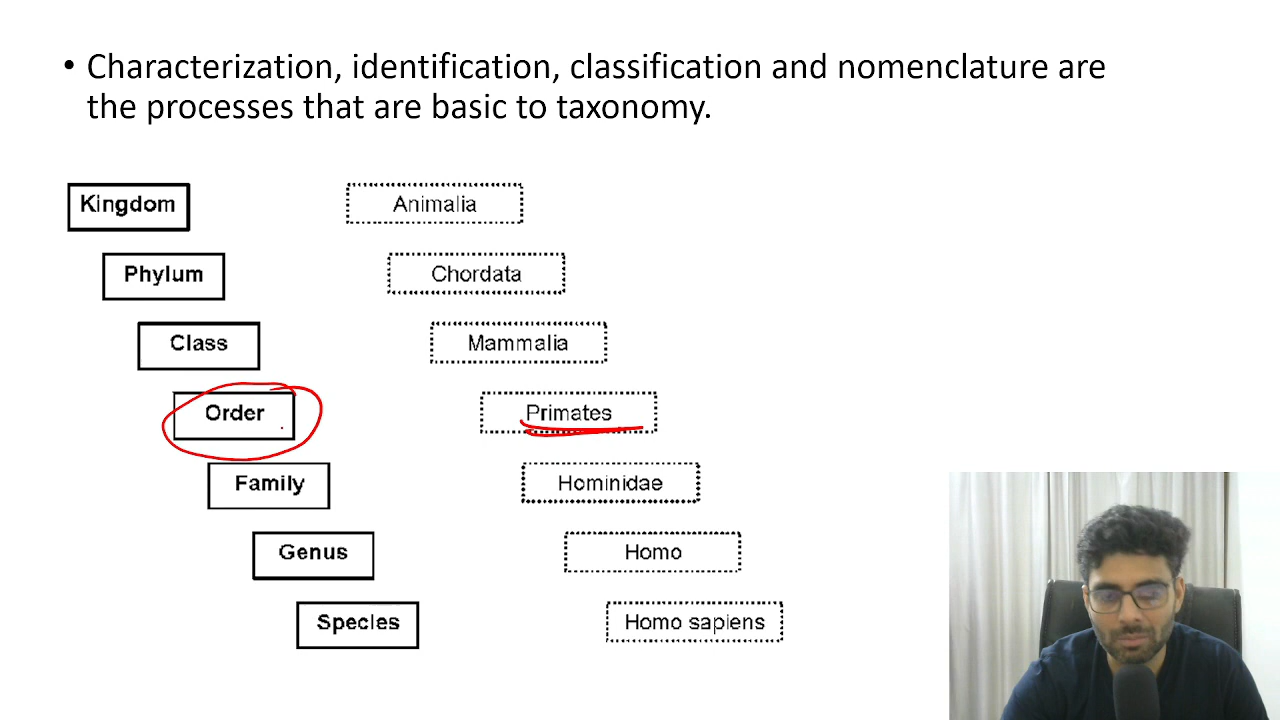 • Characterization, identification, classification and nomenclature are
the processes that are basic to taxonomy.
Kingdom Animalia
Phylum Chordata
Class Mammalia
Order Primates
Family Hominidae
Genus Homo
Species Homo sapiens